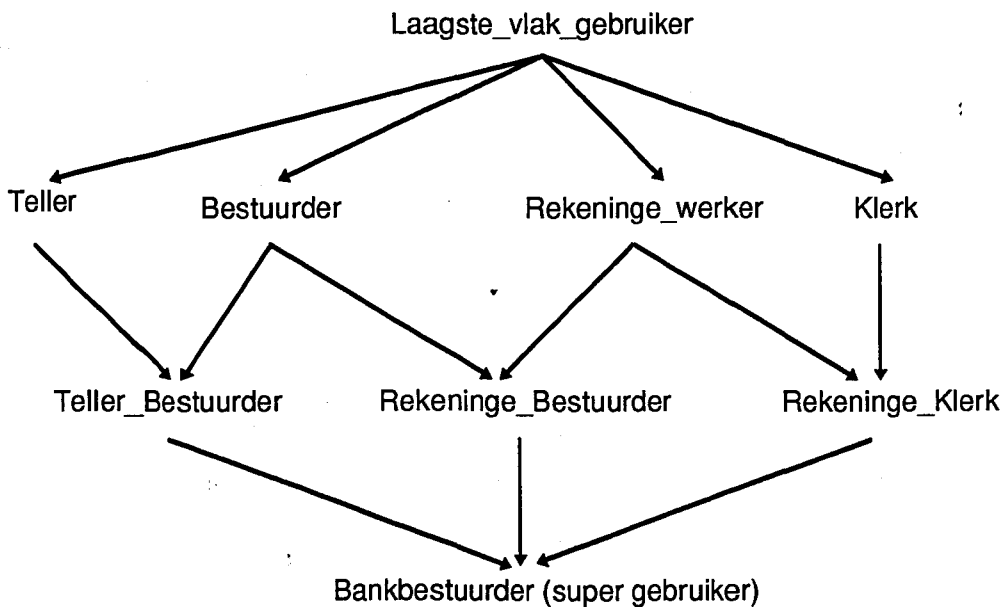 Laagste_vlak_gebruiker
Teller Bestuurder Rekeninge_werker Klerk
Teller_Bestuurder Rekeninge_Bestuurder Rekeninge_Klerk
Bankbestuurder (super gebruiker)